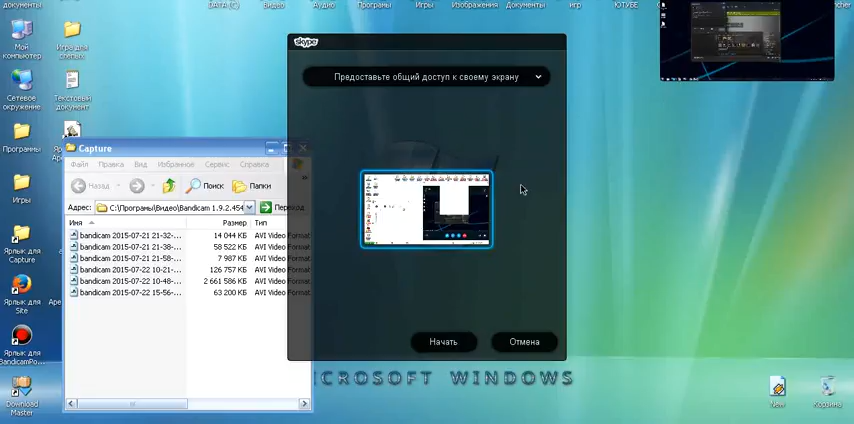 документы
DATA (C:)
Видео
Аудио
Програмы
Игры
Изображения
Документы
игр
ЮТУБЕ
Мой компьютер
Игра для слепых
Сетевое окружение
Текстовый документ
Програмы
Игры
Ярлык для Capture
Ярлык для Site
Ярлык для BandicamPo...
Download Master
skype
Предоставьте общий доступ к своему экрану
Начать
Отмена
Capture
Файл Правка Вид Избранное Сервис Справка
Назад Поиск Папки
Адрес: C:\Програмы\Видео\Bandicam 1.9.2.454
Имя Размер Тип
bandicam 2015-07-21 21-32-... 14 044 КБ AVI Video Format
bandicam 2015-07-21 21-38-... 58 522 КБ AVI Video Format
bandicam 2015-07-21 21-58-... 7 987 КБ AVI Video Format
bandicam 2015-07-22 10-21-... 126 757 КБ AVI Video Format
bandicam 2015-07-22 10-48-... 2 661 586 КБ AVI Video Format
bandicam 2015-07-22 15-56-... 63 200 КБ AVI Video Format
ICROSOFT WINDOWS
New
Корзина